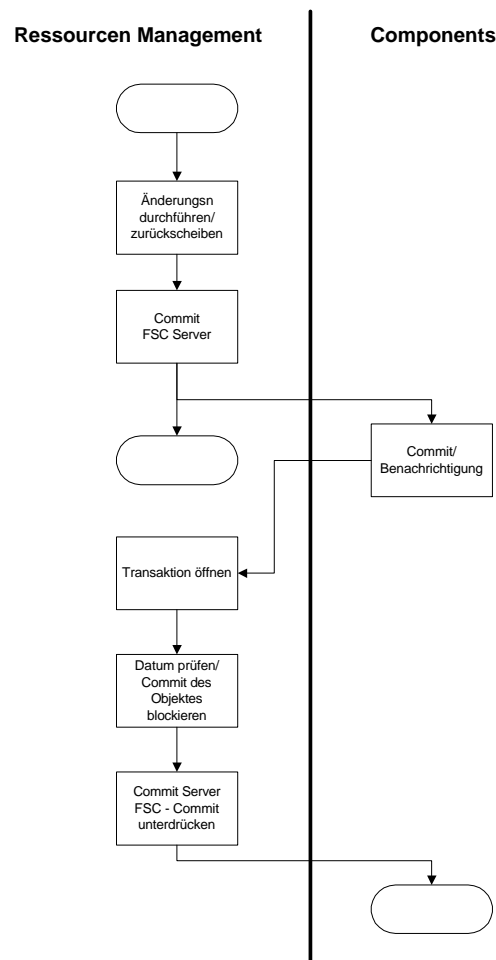 Ressourcen Management
Components
Änderungsn
durchführen/
zurückscheiben
Commit
FSC Server
Commit/
Benachrichtigung
Transaktion öffnen
Datum prüfen/
Commit des
Objektes
blockieren
Commit Server
FSC - Commit
unterdrücken